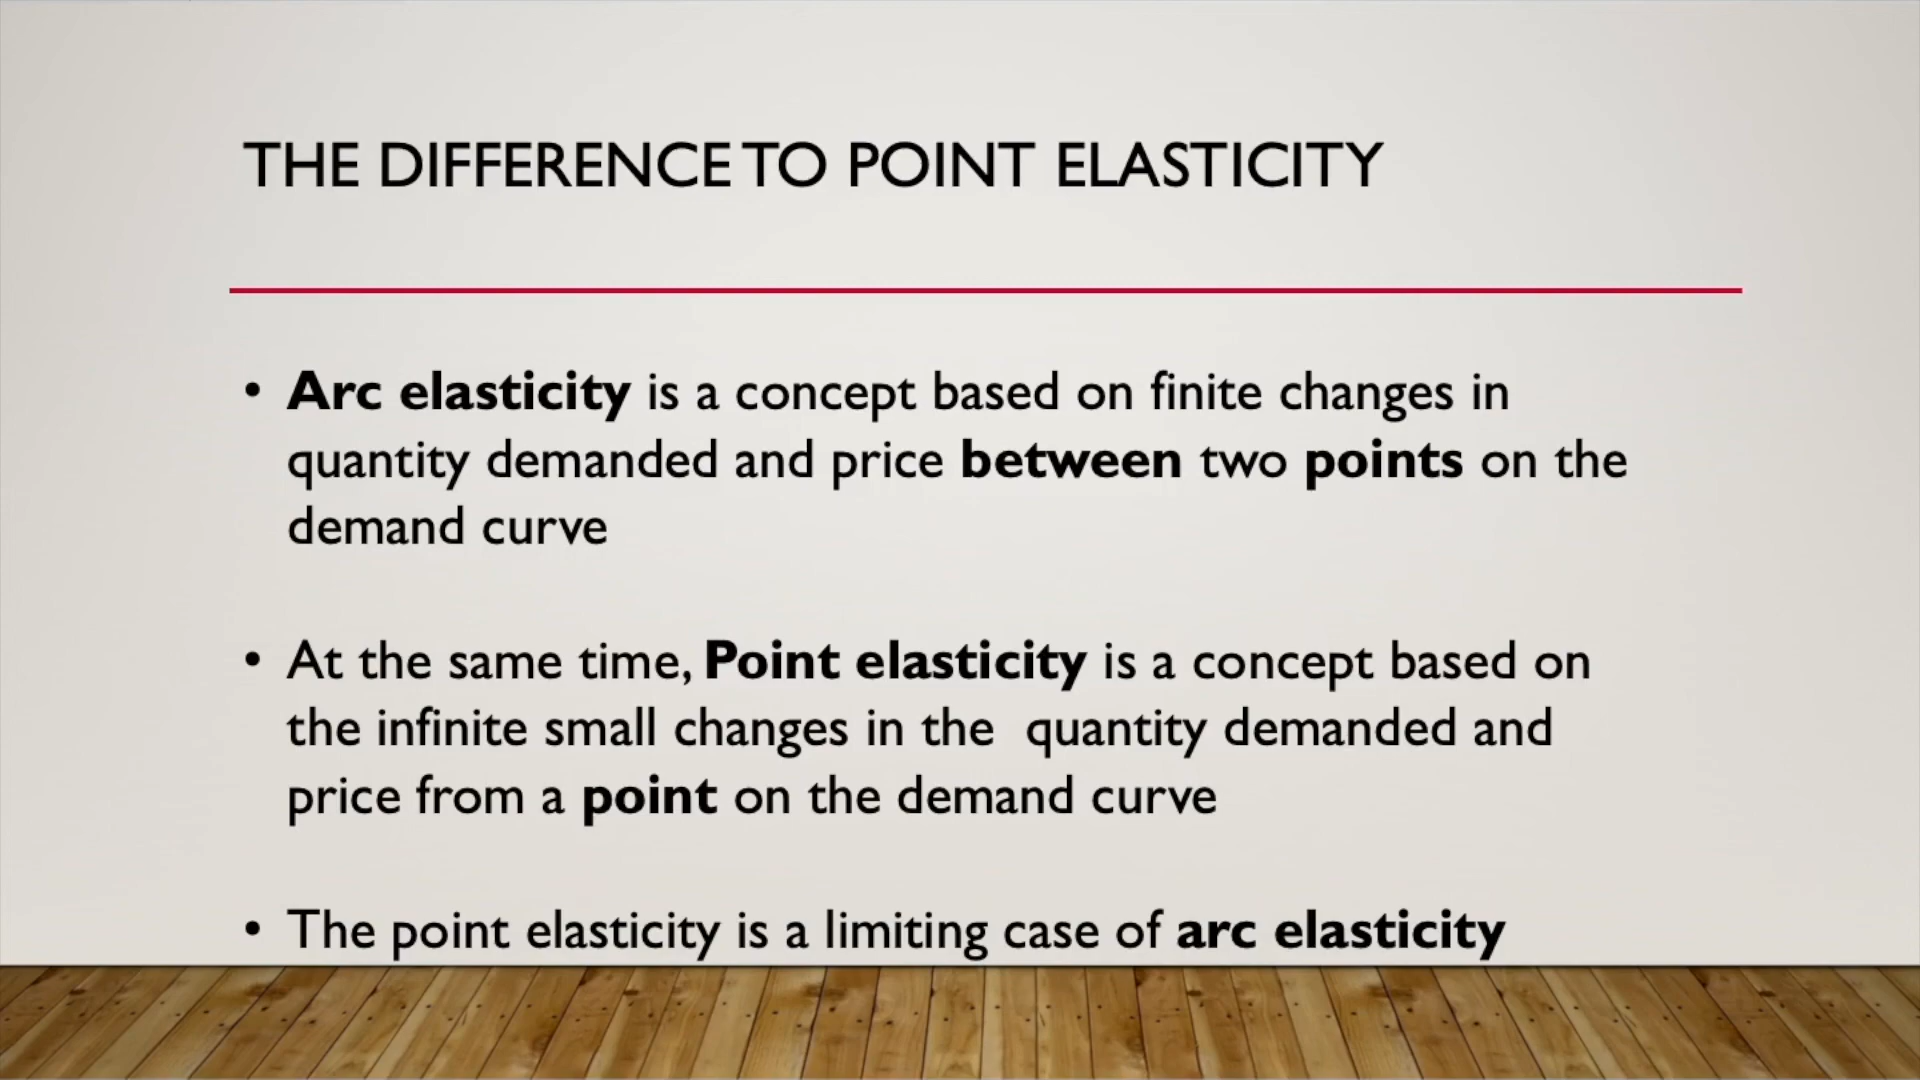 THE DIFFERENCE TO POINT ELASTICITY
• Arc elasticity is a concept based on finite changes in
quantity demanded and price between two points on the
demand curve
• At the same time, Point elasticity is a concept based on
the infinite small changes in the  quantity demanded and
price from a point on the demand curve
• The point elasticity is a limiting case of arc elasticity